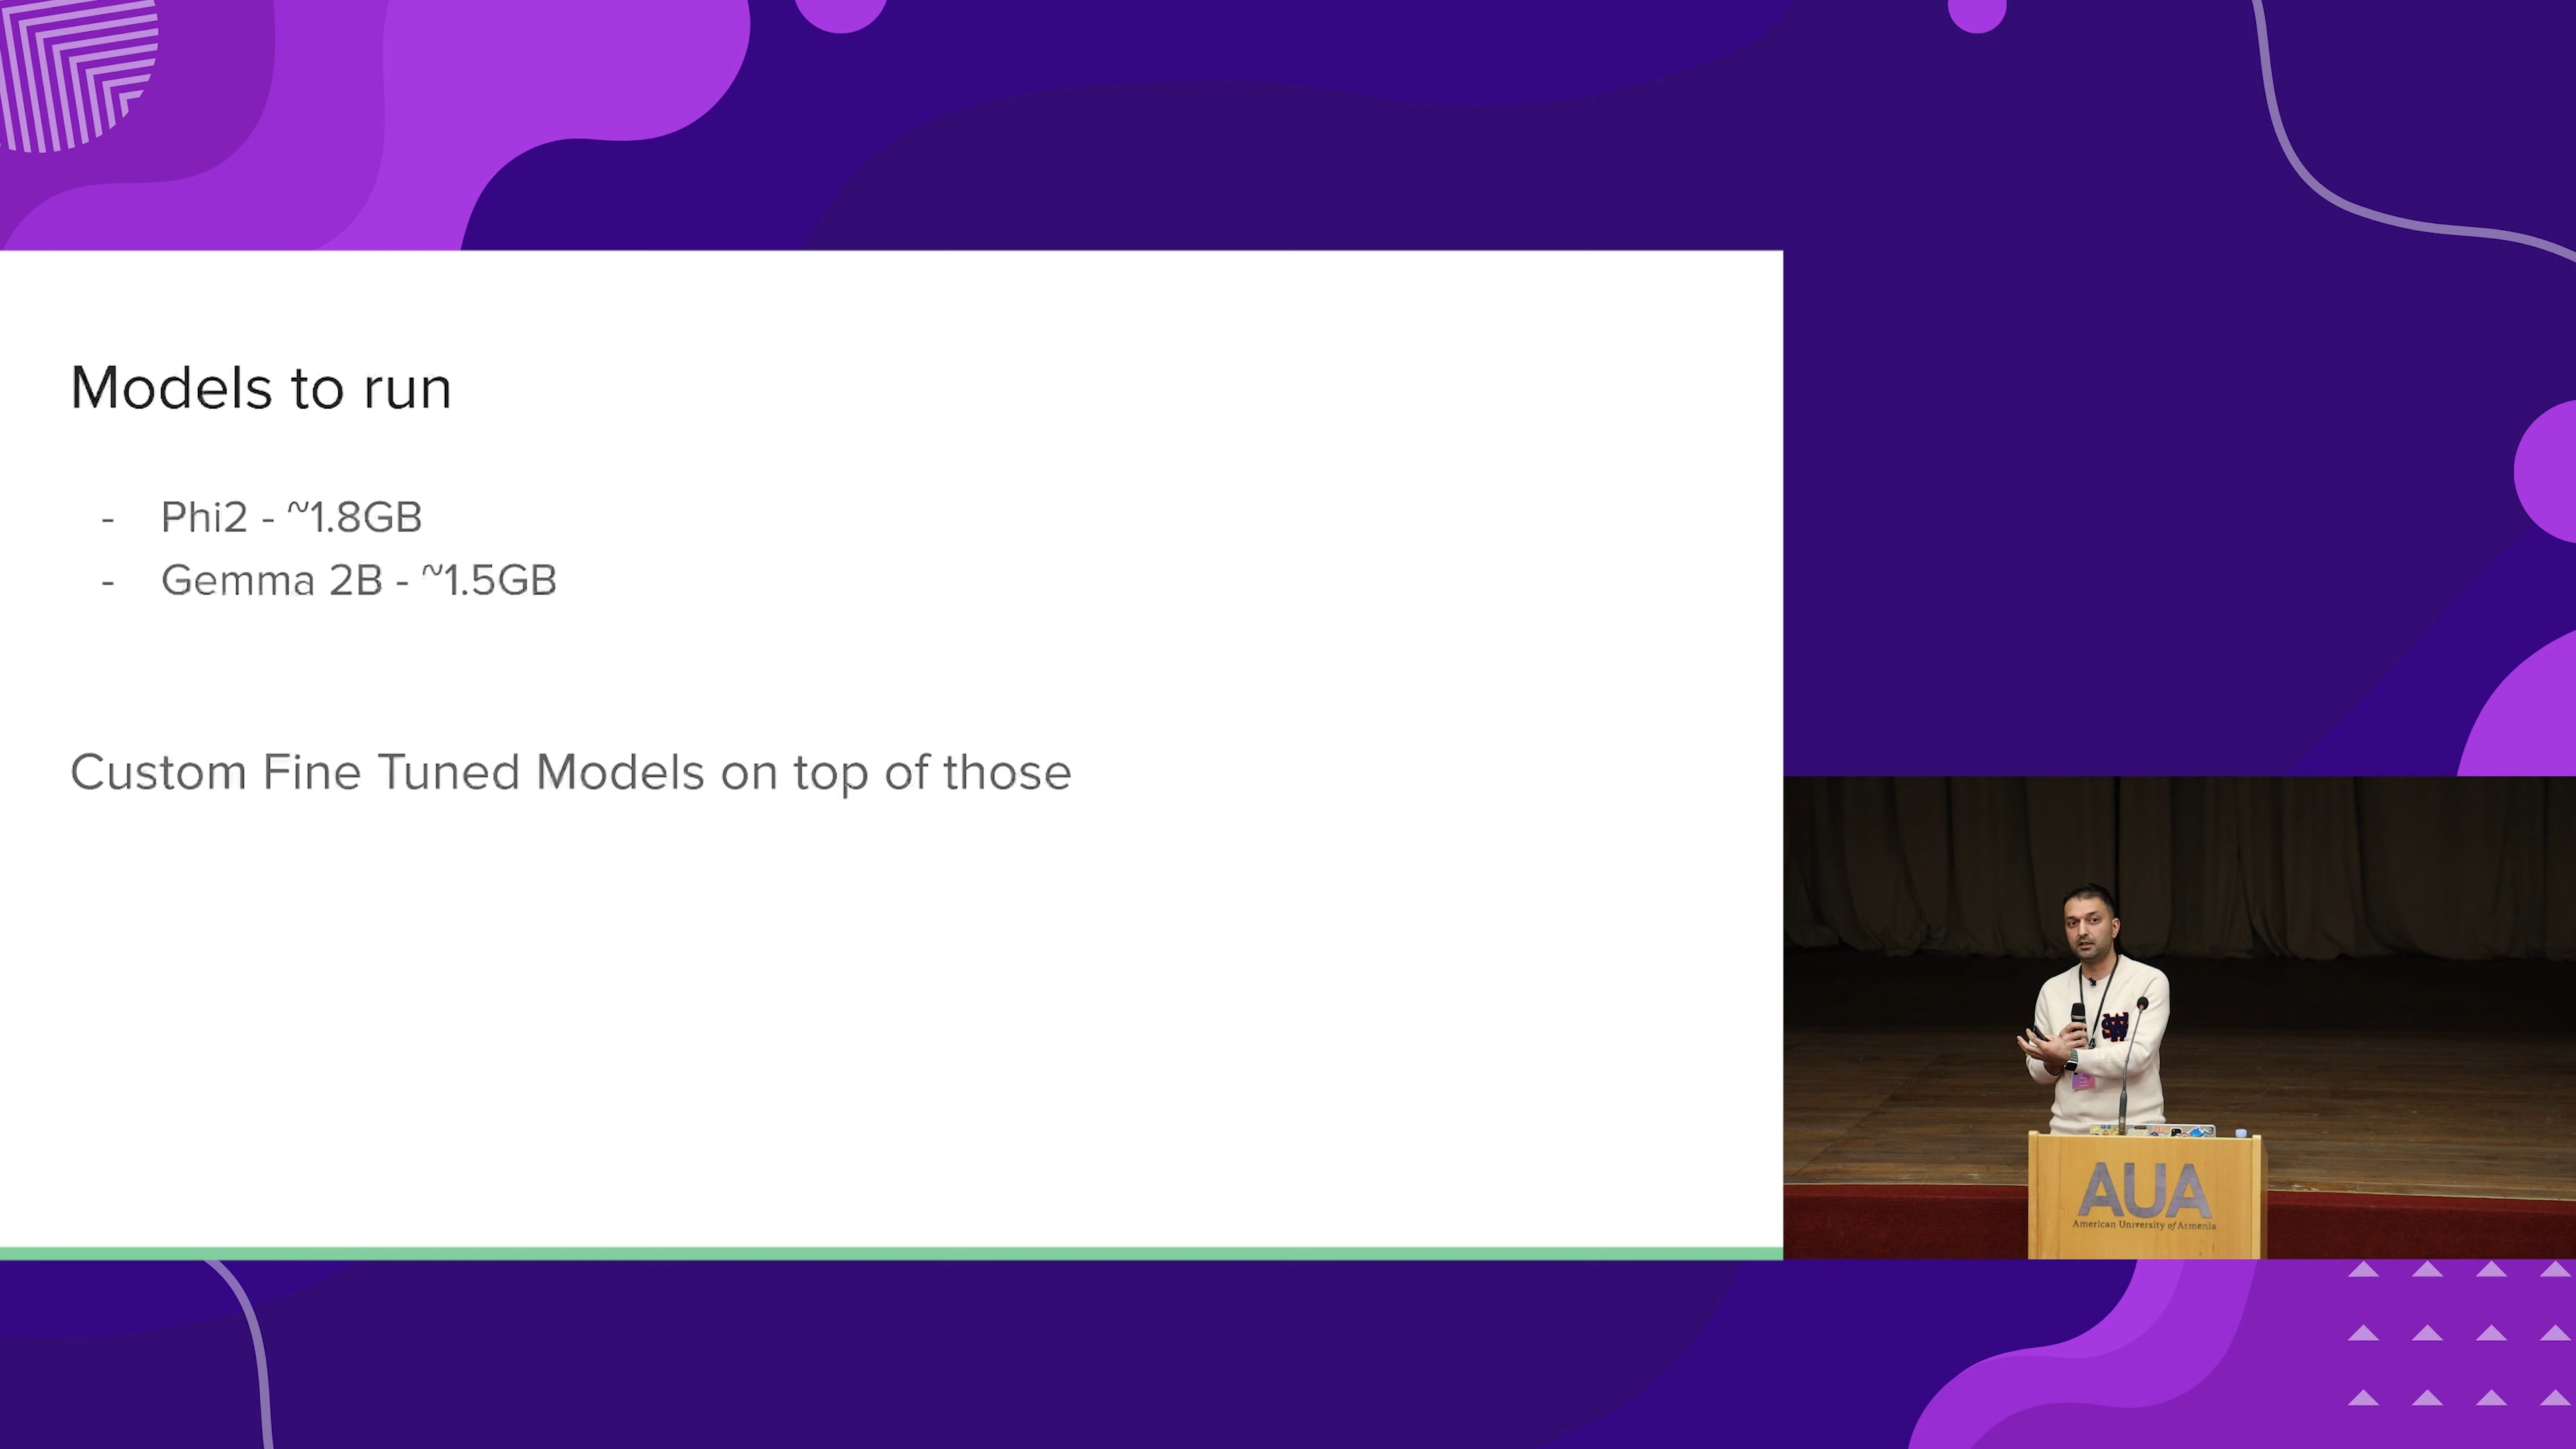 Models to run
- Phi2 - ~1.8GB
- Gemma 2B - ~1.5GB
Custom Fine Tuned Models on top of those
AUA
American University of Armenia